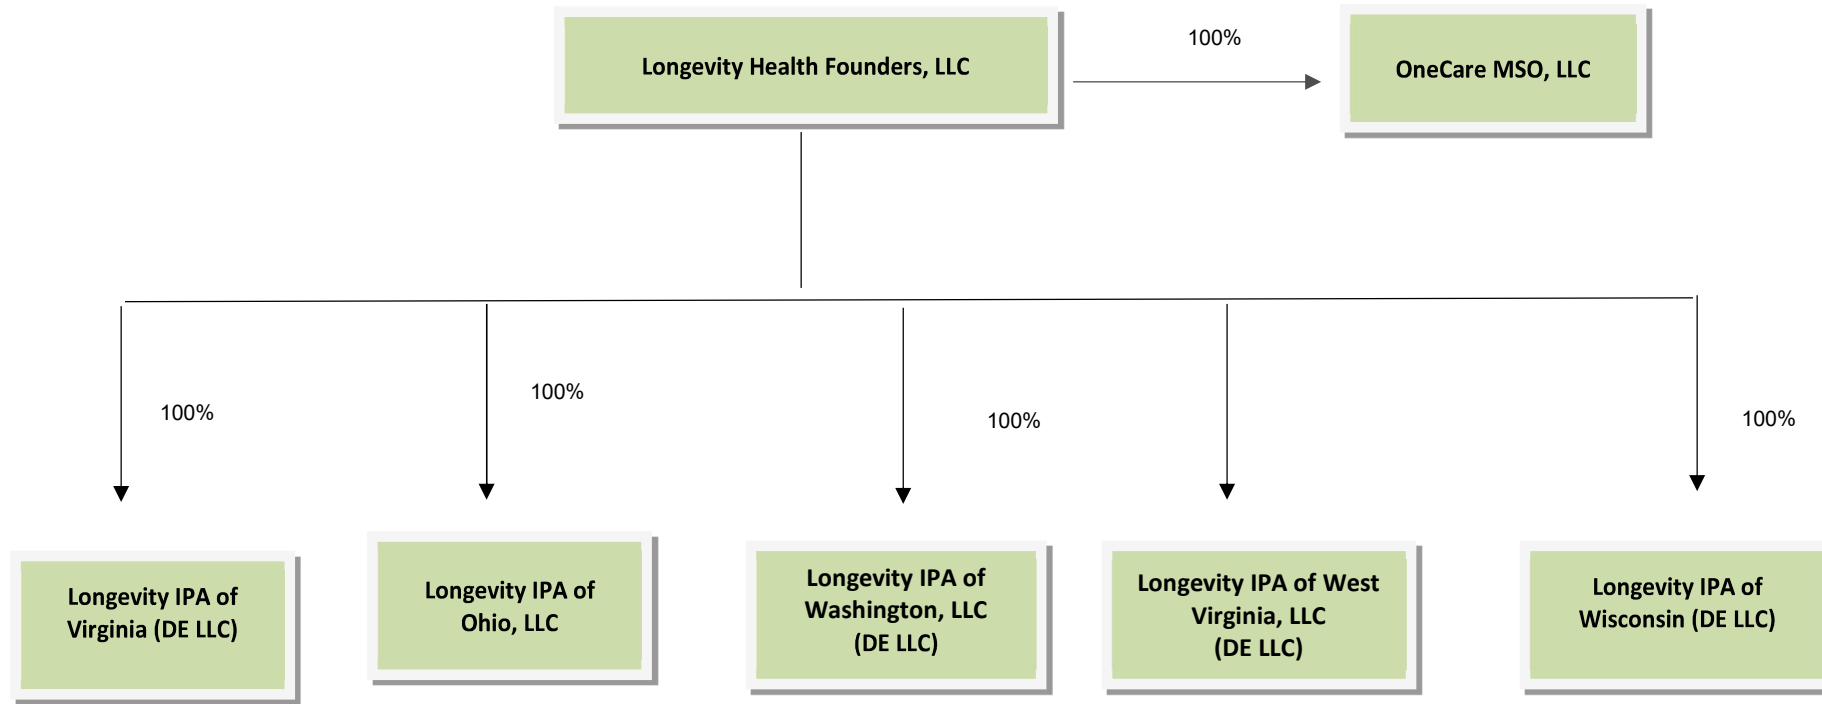 Longevity Health Founders, LLC
100%
OneCare MSO, LLC
100%
100%
100%
100%
Longevity IPA of
Virginia (DE LLC)
Longevity IPA of
Ohio, LLC
Longevity IPA of
Washington, LLC
(DE LLC)
Longevity IPA of West
Virginia, LLC
(DE LLC)
Longevity IPA of
Wisconsin (DE LLC)